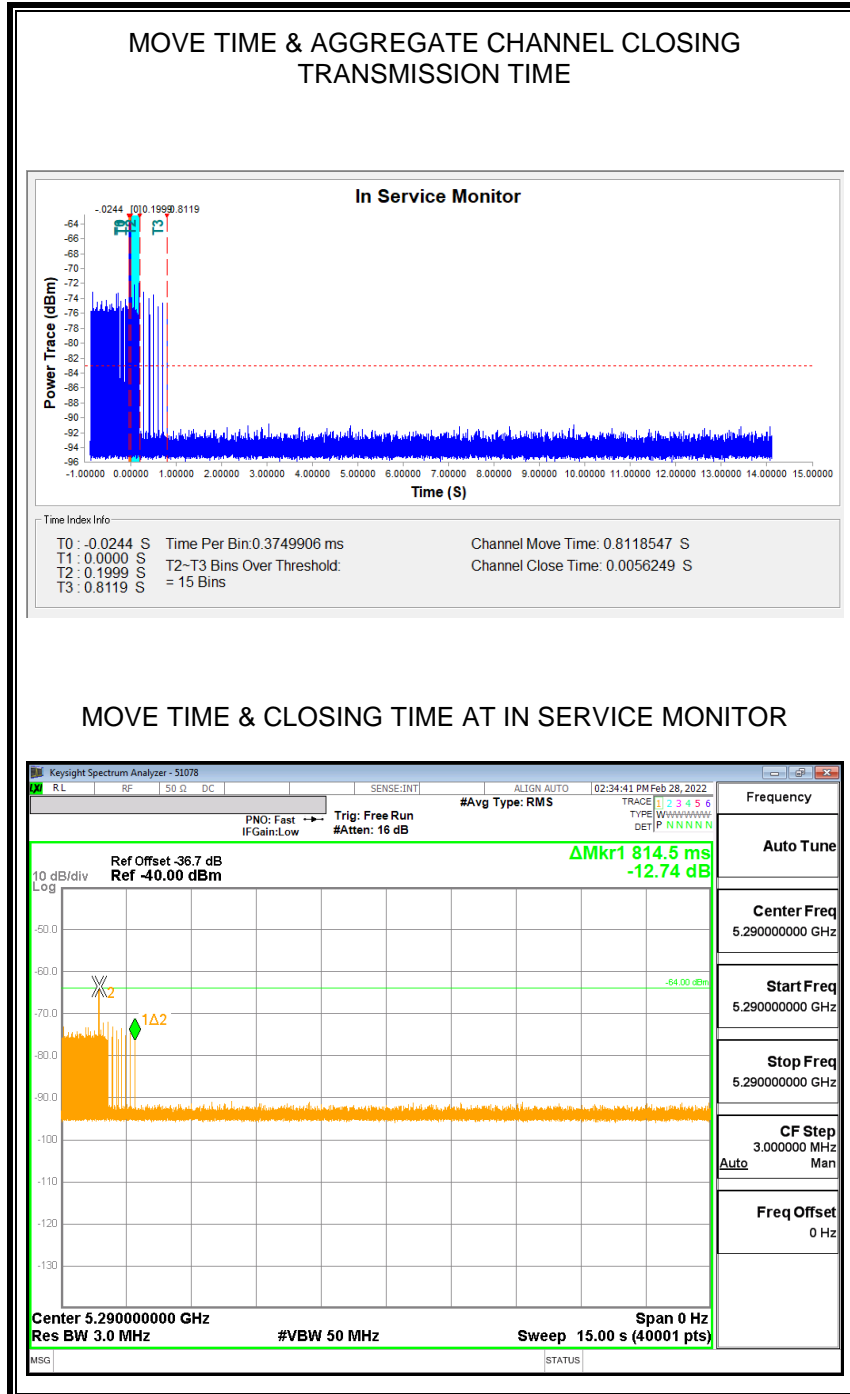 MOVE TIME & AGGREGATE CHANNEL CLOSING
TRANSMISSION TIME
In Service Monitor
-.0244 [0]0.1999 0.8119
T2 T3
Power Trace (dBm)
-64
-66
-68
-70
-72
-74
-76
-78
-80
-82
-84
-86
-88
-90
-92
-94
-96
-1.00000 0.00000 1.00000 2.00000 3.00000 4.00000 5.00000 6.00000 7.00000 8.00000 9.00000 10.00000 11.00000 12.00000 13.00000 14.00000 15.00000
Time (S)
Time Index Info
T0 : -0.0244 S Time Per Bin:0.3749906 ms Channel Move Time: 0.8118547 S
T1 : 0.0000 S T2~T3 Bins Over Threshold: Channel Close Time: 0.0056249 S
T2 : 0.1999 S = 15 Bins
T3 : 0.8119 S
MOVE TIME & CLOSING TIME AT IN SERVICE MONITOR
Keysight Spectrum Analyzer - 51078
LXI RL RF 50 Ω DC SENSE:INT ALIGN AUTO 02:34:41 PM Feb 28, 2022
#Avg Type: RMS TRACE 1 2 3 4 5 6
PNO: Fast Trig: Free Run TYPE WWWWWW
IFGain:Low #Atten: 16 dB DET P N N N N N
Frequency
Auto Tune
Center Freq
5.290000000 GHz
Start Freq
5.290000000 GHz
Stop Freq
5.290000000 GHz
CF Step
3.000000 MHz
Auto Man
Freq Offset
0 Hz
ΔMkr1 814.5 ms
-12.74 dB
Ref Offset -36.7 dB
10 dB/div Ref -40.00 dBm
Log
-50.0
-60.0
-70.0
-80.0
-90.0
-100
-110
-120
-130
-64.00 dBm
2
1Δ2
Center 5.290000000 GHz Span 0 Hz
Res BW 3.0 MHz #VBW 50 MHz Sweep 15.00 s (40001 pts)
MSG STATUS